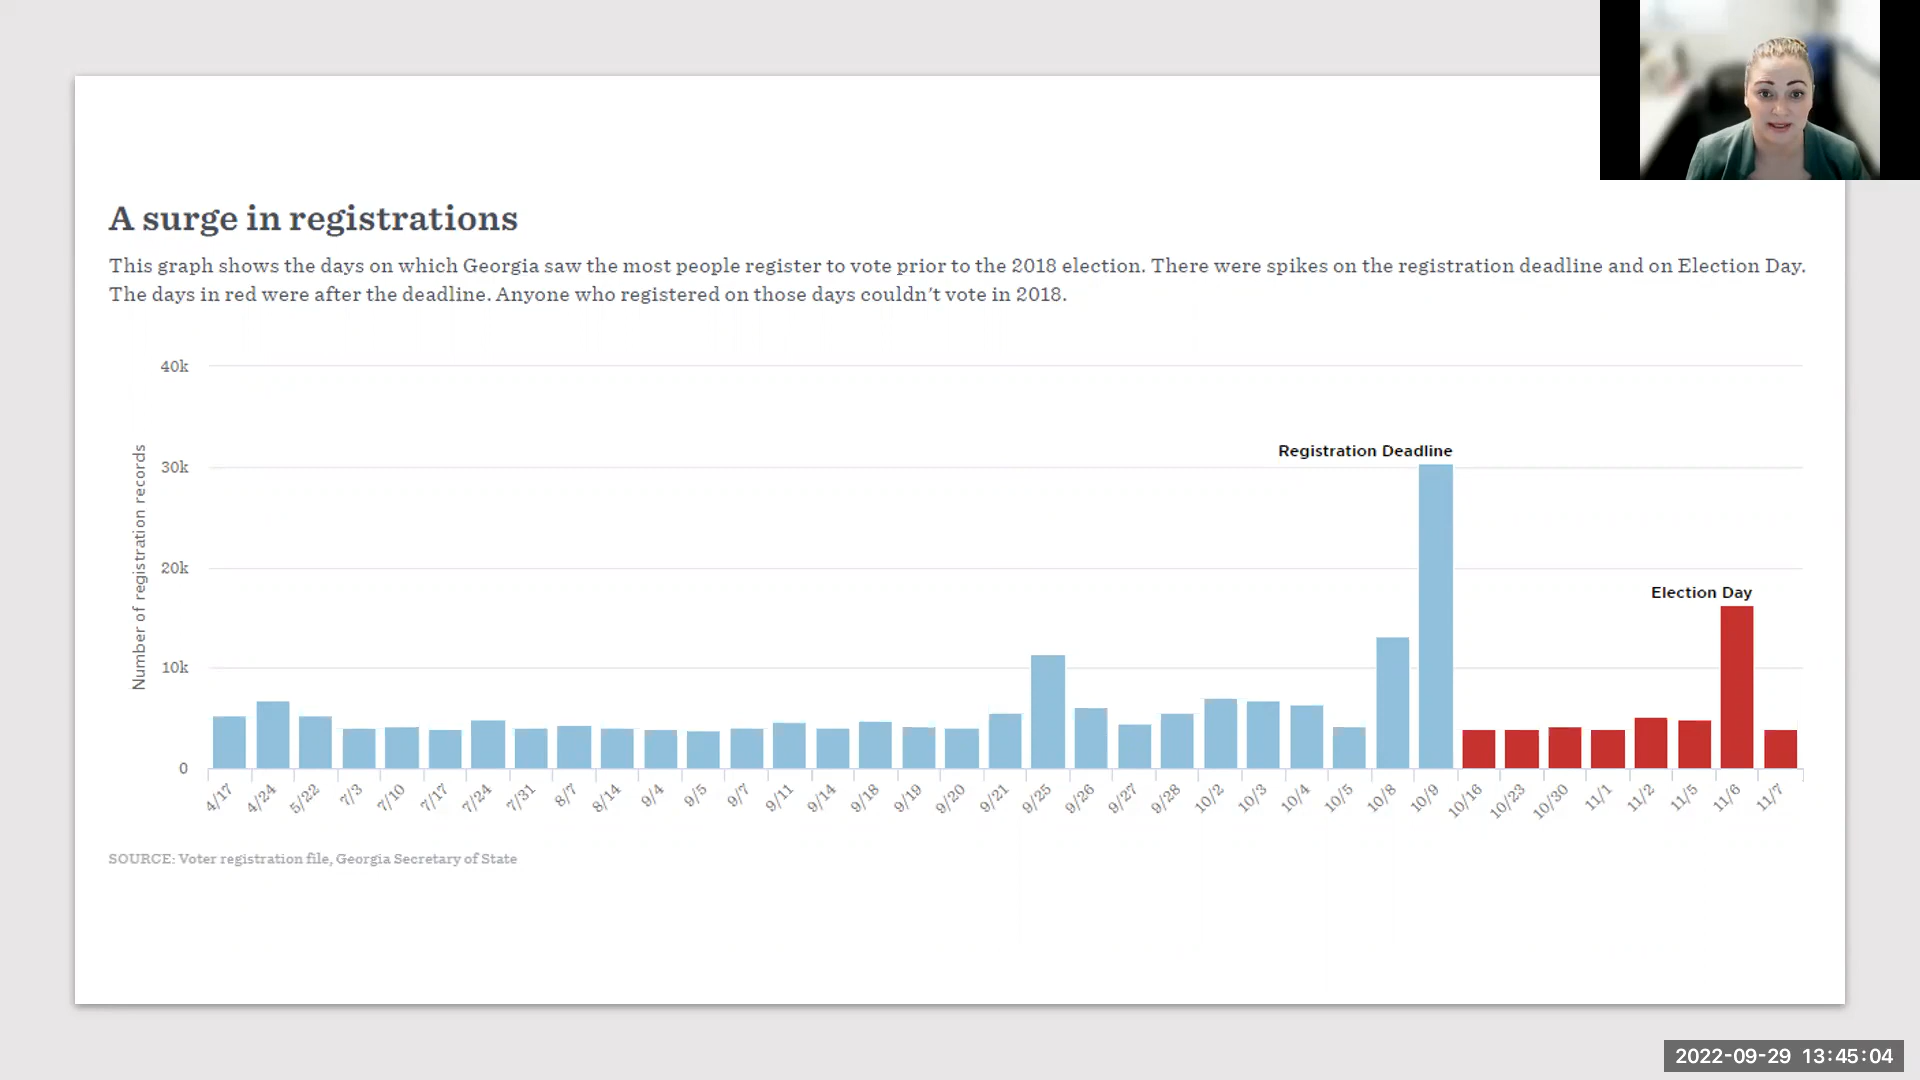 A surge in registrations
This graph shows the days on which Georgia saw the most people register to vote prior to the 2018 election. There were spikes on the registration deadline and on Election Day.
The days in red were after the deadline. Anyone who registered on those days couldn't vote in 2018.
Number of registration records
40k
30k
20k
10k
0
Registration Deadline
Election Day
4/17 4/24 5/22 7/3 7/10 7/17 7/24 7/31 8/7 8/14 9/4 9/5 9/7 9/11 9/14 9/18 9/19 9/20 9/21 9/25 9/26 9/27 9/28 10/2 10/3 10/4 10/5 10/8 10/9 10/16 10/23 10/30 11/1 11/2 11/5 11/6 11/7
SOURCE: Voter registration file, Georgia Secretary of State
2022-09-29 13:45:04